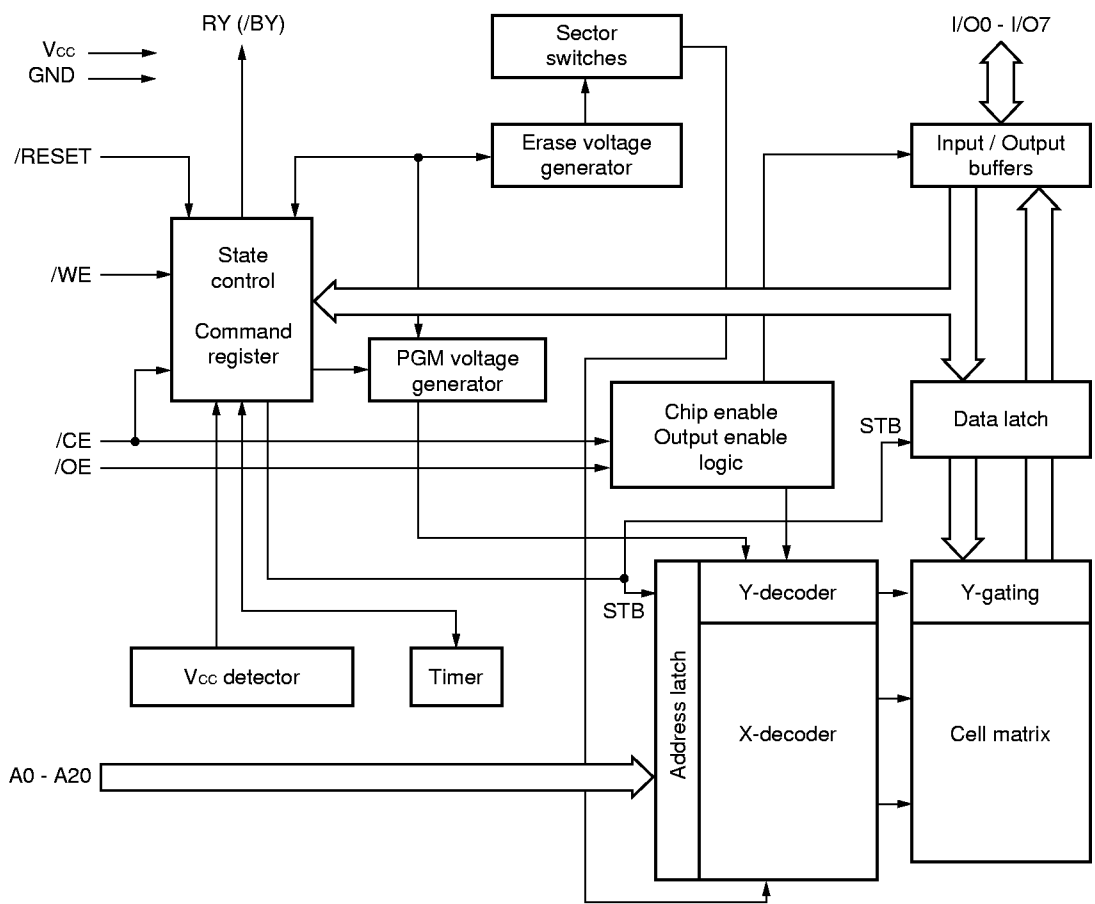 RY (/BY)
Sector
switches
I/O0 - I/O7
Vcc
GND
Erase voltage
generator
Input / Output
buffers
/RESET
State
control
/WE
Command
register
PGM voltage
generator
Chip enable
Output enable
logic
STB
Data latch
/CE
/OE
Y-decoder
Y-gating
STB
Vcc detector
Timer
Address latch
X-decoder
Cell matrix
A0 - A20